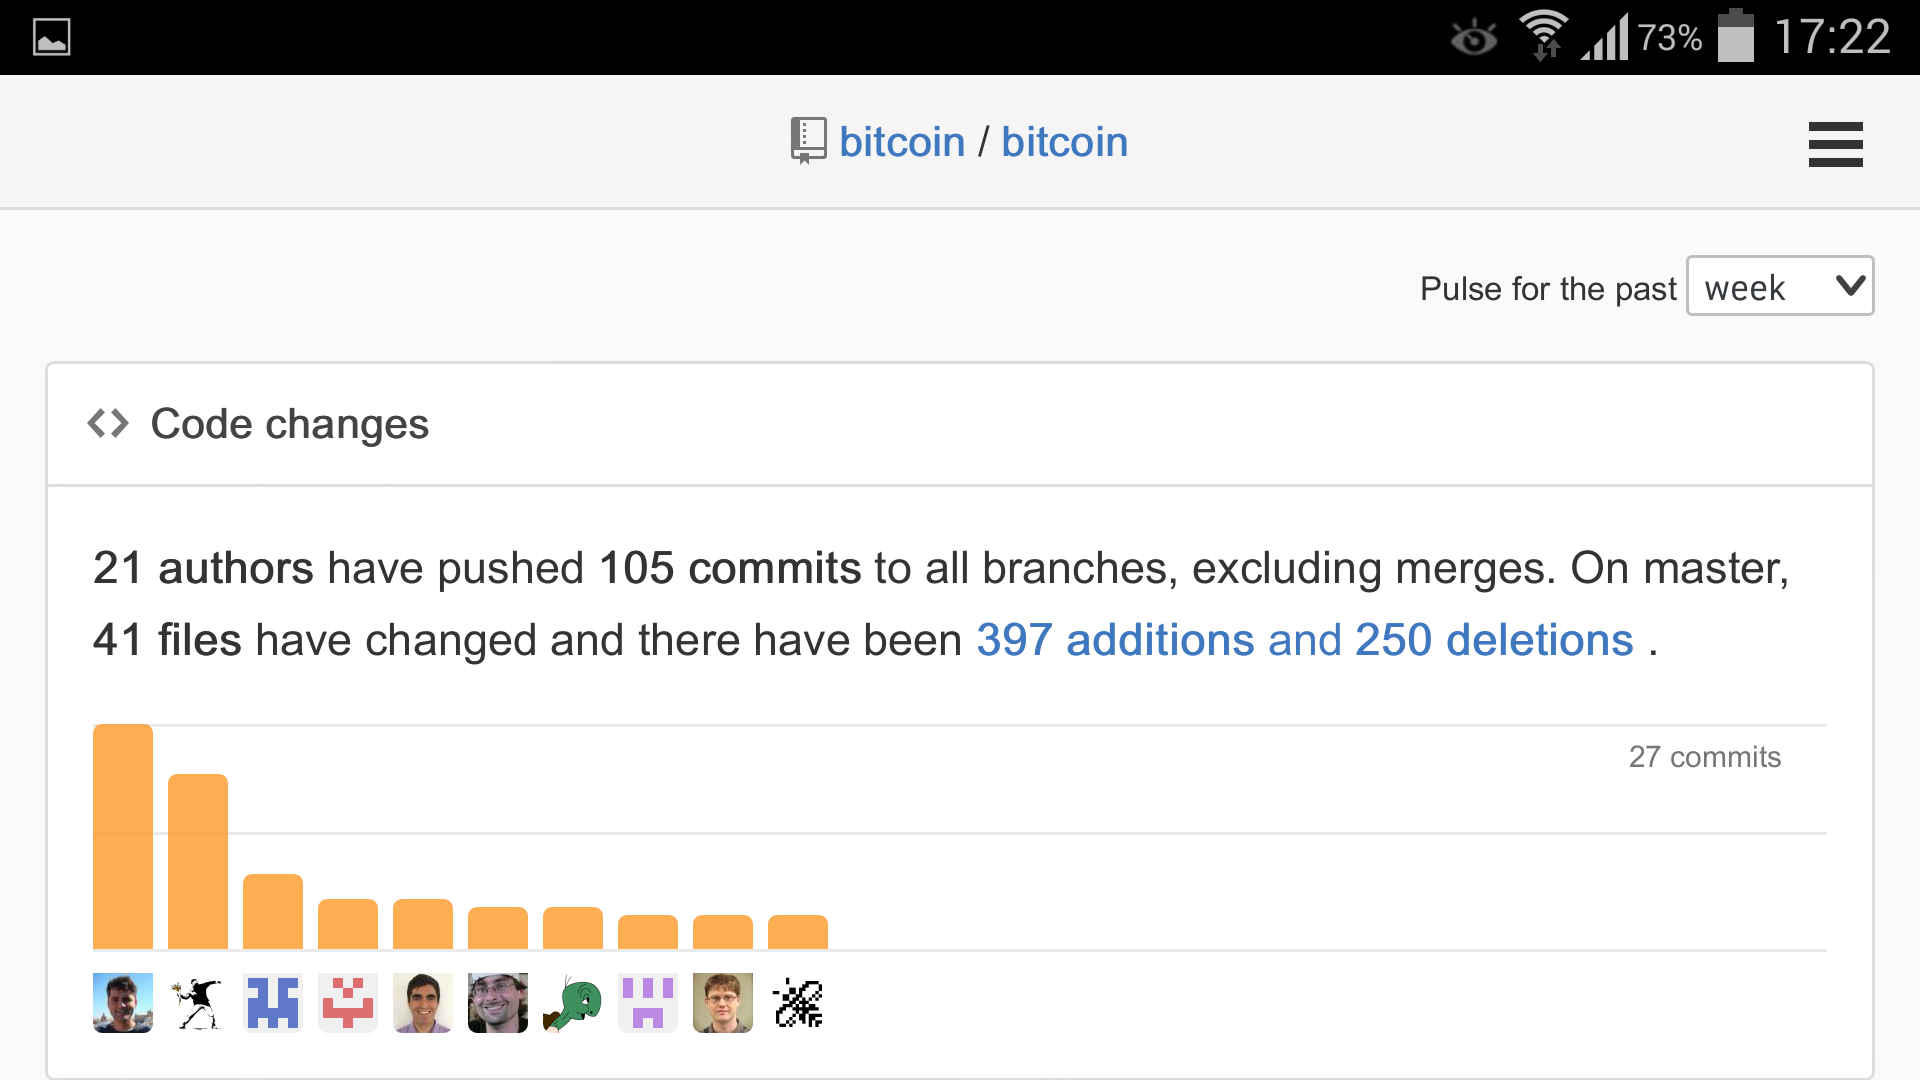 73% 17:22
bitcoin / bitcoin
Pulse for the past week
Code changes
21 authors have pushed 105 commits to all branches, excluding merges. On master,
41 files have changed and there have been 397 additions and 250 deletions .
27 commits